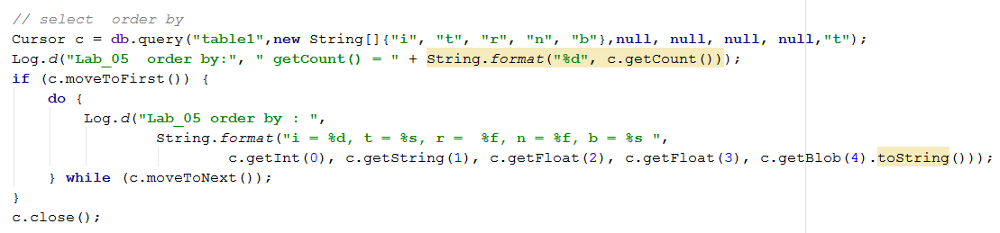 // select  order by
Cursor c = db.query("table1",new String[]{"i", "t", "r", "n", "b"},null, null, null, null,"t");
Log.d("Lab_05  order by:", " getCount() = " + String.format("%d", c.getCount()));
if (c.moveToFirst()) {
    do {
        Log.d("Lab_05 order by : ",
                String.format("i = %d, t = %s, r =  %f, n = %f, b = %s ",
                        c.getInt(0), c.getString(1), c.getFloat(2), c.getFloat(3), c.getBlob(4).toString()));
    } while (c.moveToNext());
}
c.close();